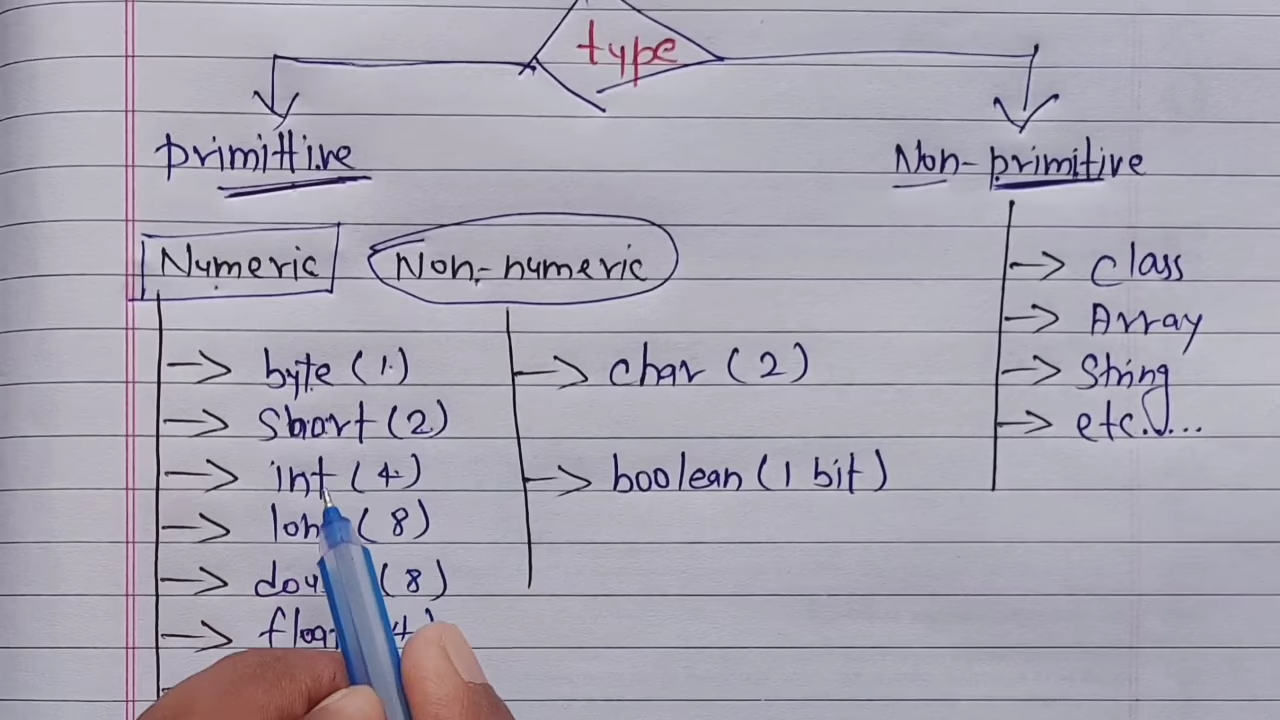 type
primittive
Non-primitive
Numeric
Non-numeric
byte (1)
Short (2)
int (4)
(8)
(8)
char (2)
boolean (1 bit)
class
Array
String
etc....